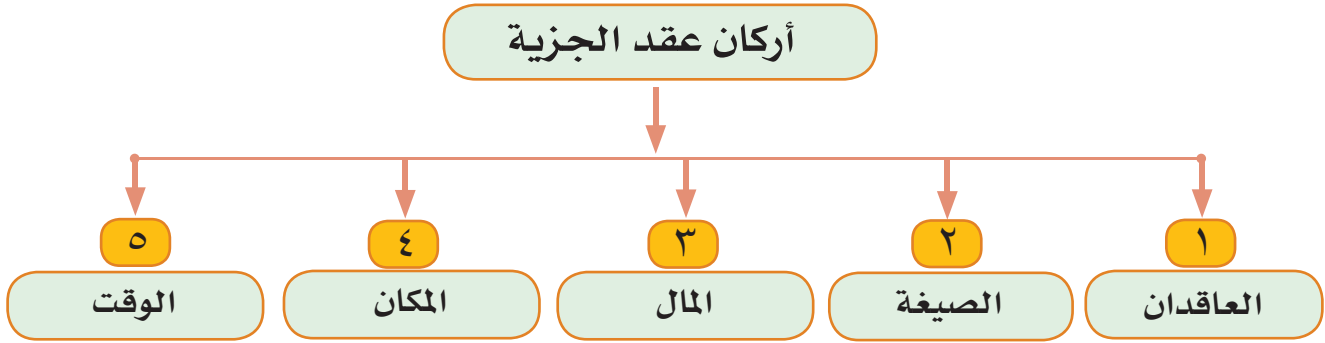 أركان عقد الجزية
١
العاقدان
٢
الصيغة
٣
المال
٤
المكان
٥
الوقت